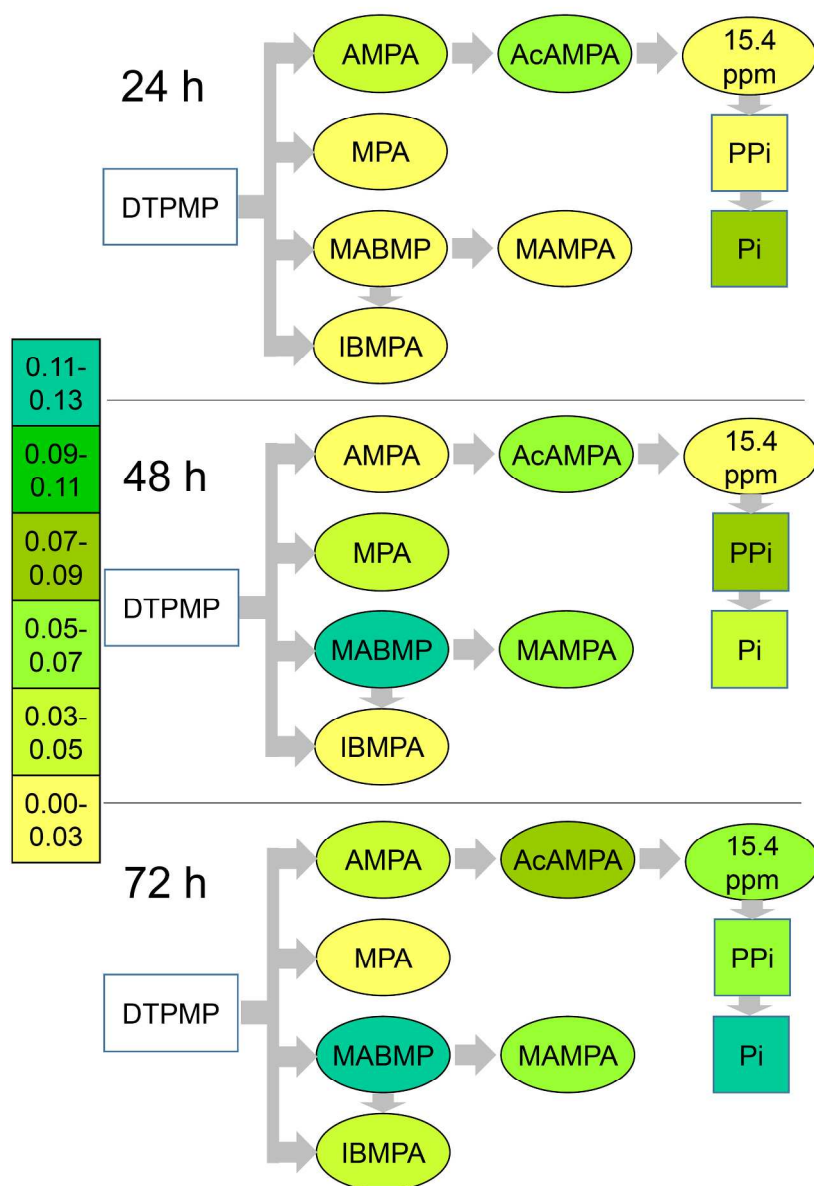 24 h
DTPMP
AMPA
AcAMPA
15.4
ppm
MPA
PPi
MABMP
MAMPA
Pi
IBMPA
0.11-
0.13
0.09-
0.11
0.07-
0.09
0.05-
0.07
0.03-
0.05
0.00-
0.03
48 h
DTPMP
AMPA
AcAMPA
15.4
ppm
MPA
PPi
MABMP
MAMPA
Pi
IBMPA
72 h
DTPMP
AMPA
AcAMPA
15.4
ppm
MPA
PPi
MABMP
MAMPA
Pi
IBMPA